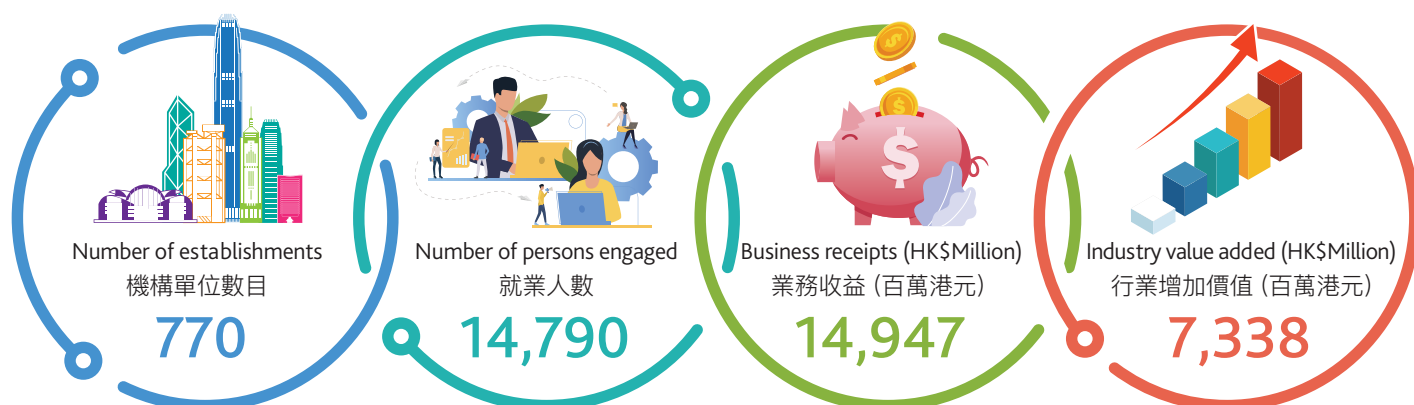 Number of establishments
機構單位數目
770
Number of persons engaged
就業人數
14,790
Business receipts (HK$Million)
業務收益 (百萬港元)
14,947
Industry value added (HK$Million)
行業增加價值 (百萬港元)
7,338
$
$